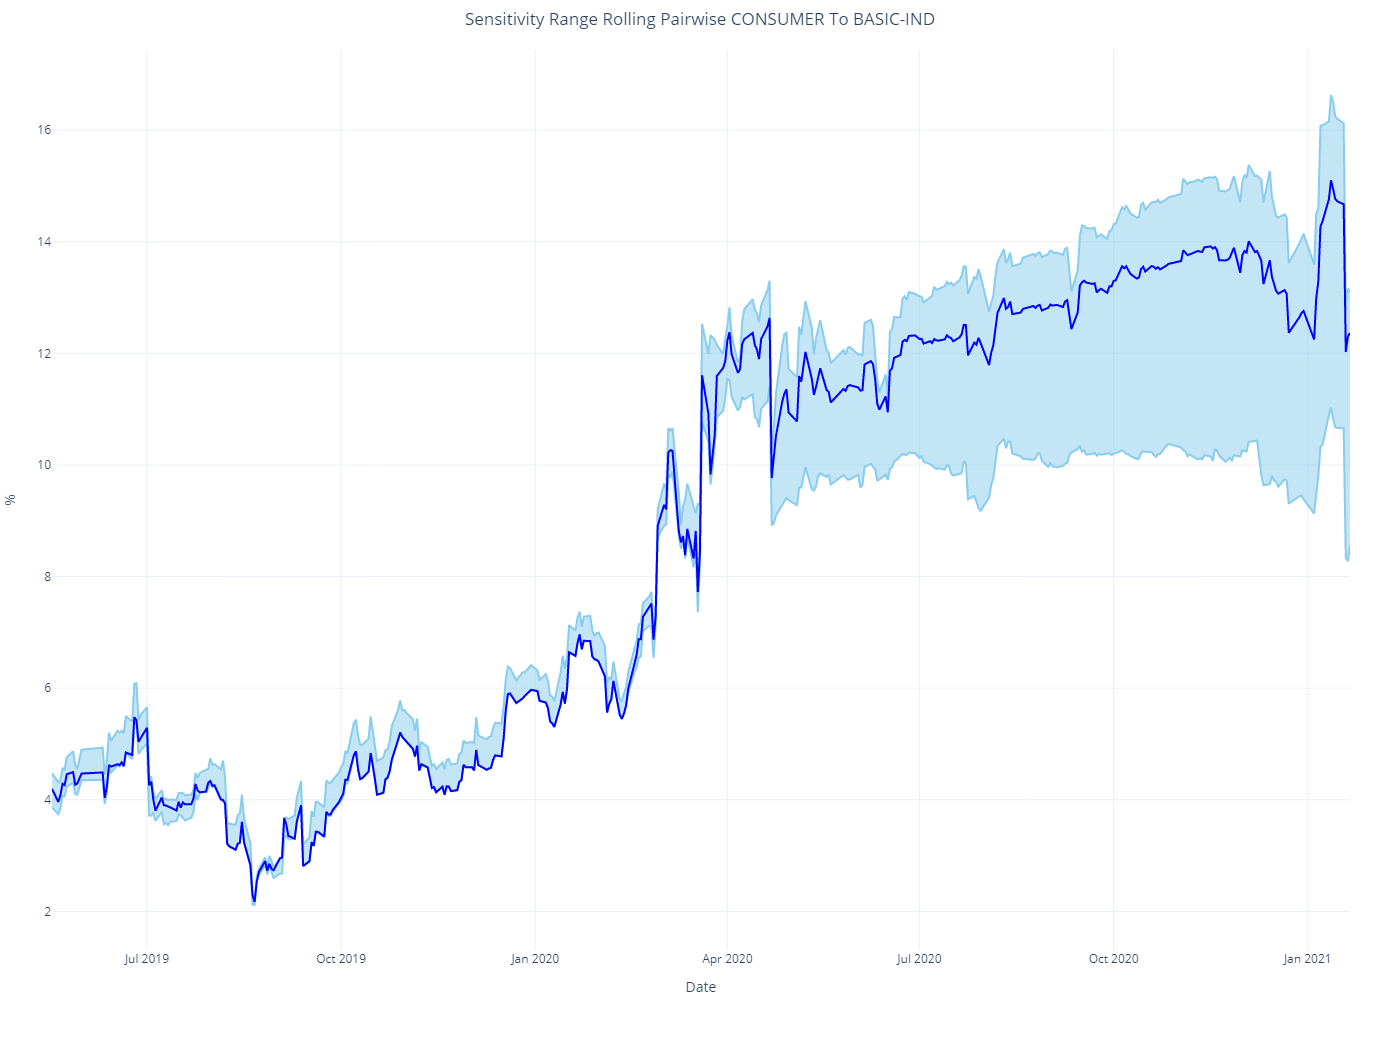 Sensitivity Range Rolling Pairwise CONSUMER To BASIC-IND
16
14
12
10
8
6
4
2
%
Jul 2019
Oct 2019
Jan 2020
Apr 2020
Jul 2020
Oct 2020
Jan 2021
Date